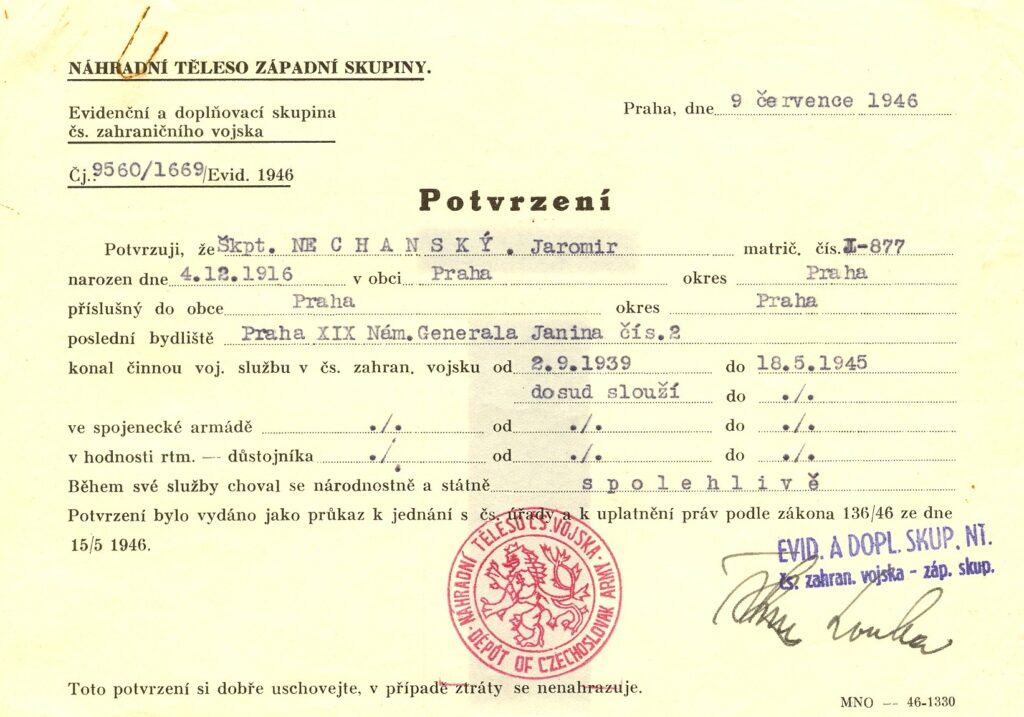 NÁHRADNÍ TĚLESO ZÁPADNÍ SKUPINY.
Evidenční a doplňovací skupina
čs. zahraničního vojska
Praha, dne 9 července 1946
Čj.: 9560/1669/Evid. 1946
Potvrzení
Potvrzuji, že Škpt. NECHANSKÝ. Jaromir matrič. čís. I-877
narozen dne 4.12.1916 v obci Praha okres Praha
příslušný do obce Praha okres Praha
poslední bydliště Praha XIX Nám.Generala Janina čís.2
konal činnou voj. službu v čs. zahran. vojsku od 2.9.1939 do 18.5.1945
dosud slouží do ./.
ve spojenecké armádě ./. od ./. do ./.
v hodnosti rtm. — důstojníka ./. od ./. do ./.
Během své služby choval se národnostně a státně spolehlivě
Potvrzení bylo vydáno jako průkaz k jednání s čs. úřady a k uplatnění práv podle zákona 136/46 ze dne
15/5 1946.
NÁHRADNÍ TĚLESO ČS. VOJSKA · DEPÔT OF CZECHOSLOVAK ARMY ·
EVID. A DOPL. SKUP. NT.
čs. zahran. vojska - záp. skup.
Toto potvrzení si dobře uschovejte, v případě ztráty se nenahrazuje.
MNO — 46-1330